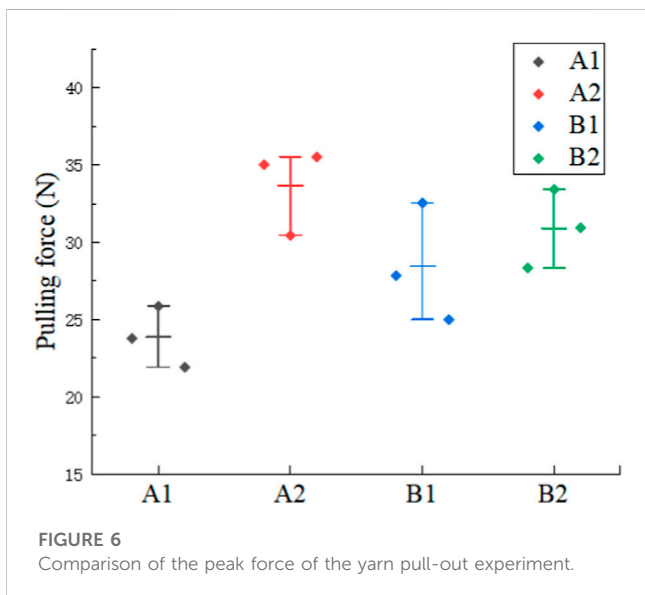 A1
A2
B1
B2
40
35
30
25
20
15
Pulling force (N)
A1 A2 B1 B2
FIGURE 6
Comparison of the peak force of the yarn pull-out experiment.